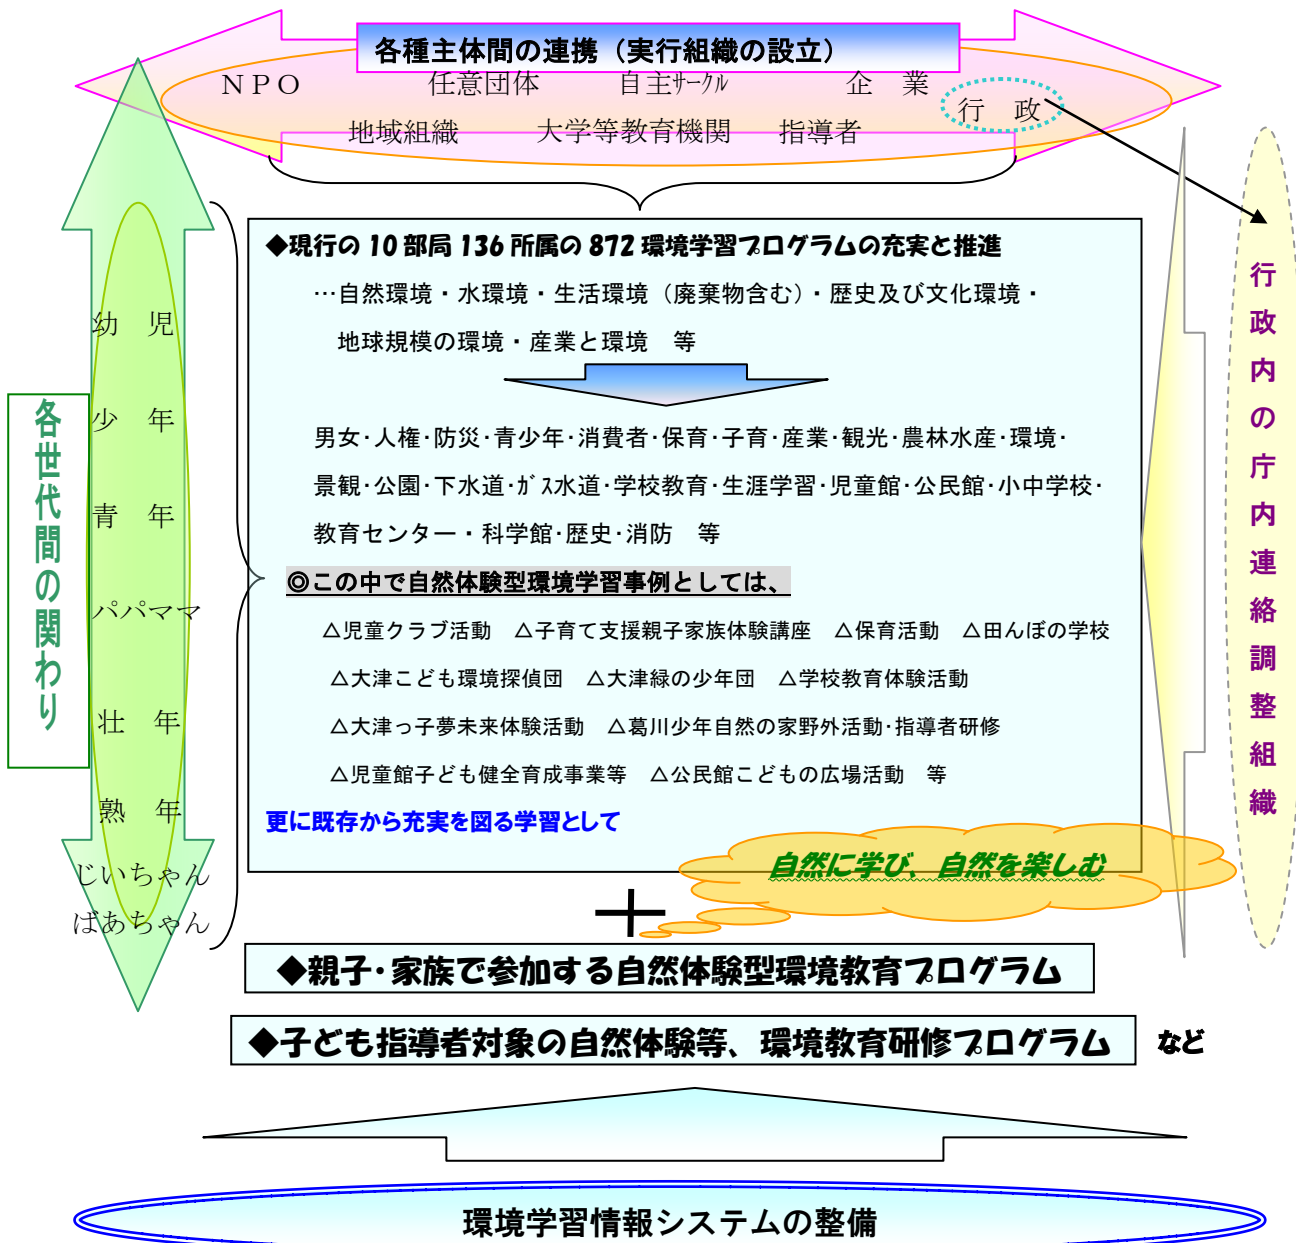 各種主体間の連携（実行組織の設立）
ＮＰＯ　任意団体　自主ｻｰｸﾙ　企　業
行　政
地域組織　大学等教育機関　指導者
各世代間の関わり
幼　児
少　年
青　年
パパママ
壮　年
熟　年
じいちゃん
ばあちゃん
◆現行の10部局136所属の872環境学習プログラムの充実と推進
…自然環境・水環境・生活環境（廃棄物含む）・歴史及び文化環境・
地球規模の環境・産業と環境　等
男女･人権･防災･青少年･消費者･保育･子育･産業･観光･農林水産･環境･
景観･公園･下水道･ｶﾞｽ水道･学校教育･生涯学習･児童館･公民館･小中学校･
教育センター・科学館･歴史･消防　等
◎この中で自然体験型環境学習事例としては、
△児童クラブ活動　△子育て支援親子家族体験講座　△保育活動　△田んぼの学校
△大津こども環境探偵団　△大津緑の少年団　△学校教育体験活動
△大津っ子夢未来体験活動　△葛川少年自然の家野外活動･指導者研修
△児童館子ども健全育成事業等　△公民館こどもの広場活動　等
更に既存から充実を図る学習として
自然に学び、自然を楽しむ
＋
◆親子・家族で参加する自然体験型環境教育プログラム
◆子ども指導者対象の自然体験等、環境教育研修プログラム　など
行政内の庁内連絡調整組織
環境学習情報システムの整備